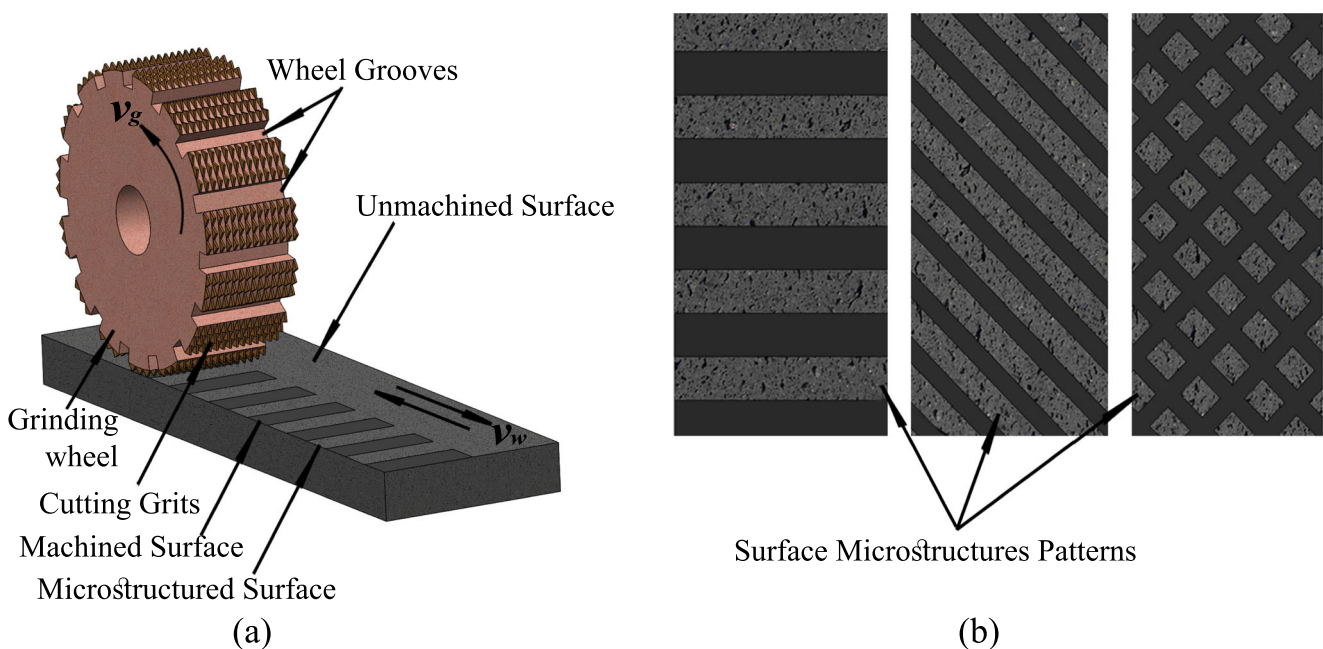 Wheel Grooves
v_g
Unmachined Surface
v_w
Grinding
wheel
Cutting Grits
Machined Surface
Microstructured Surface
(a)
Surface Microstructures Patterns
(b)